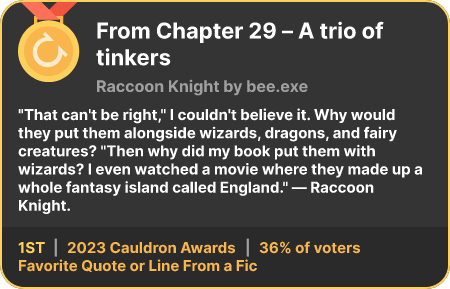 From Chapter 29 – A trio of
tinkers
Raccoon Knight by bee.exe
"That can't be right," I couldn't believe it. Why would
they put them alongside wizards, dragons, and fairy
creatures? "Then why did my book put them with
wizards? I even watched a movie where they made up a
whole fantasy island called England." — Raccoon
Knight.
1ST | 2023 Cauldron Awards | 36% of voters
Favorite Quote or Line From a Fic